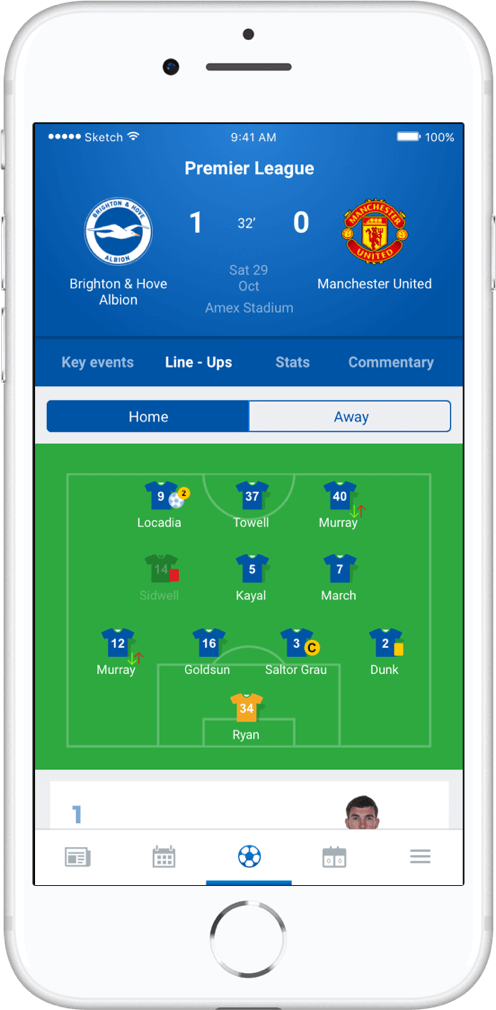 Sketch
9:41 AM
100%
Premier League
BRIGHTON & HOVE
ALBION
1
32'
0
MANCHESTER
UNITED
Brighton & Hove
Albion
Sat 29
Oct
Manchester United
Amex Stadium
Key events
Line - Ups
Stats
Commentary
Home
Away
9
2
37
40
Locadia
Towell
Murray
14
5
7
Sidwell
Kayal
March
12
16
3
C
2
Murray
Goldsun
Saltor Grau
Dunk
34
Ryan
1
0 0